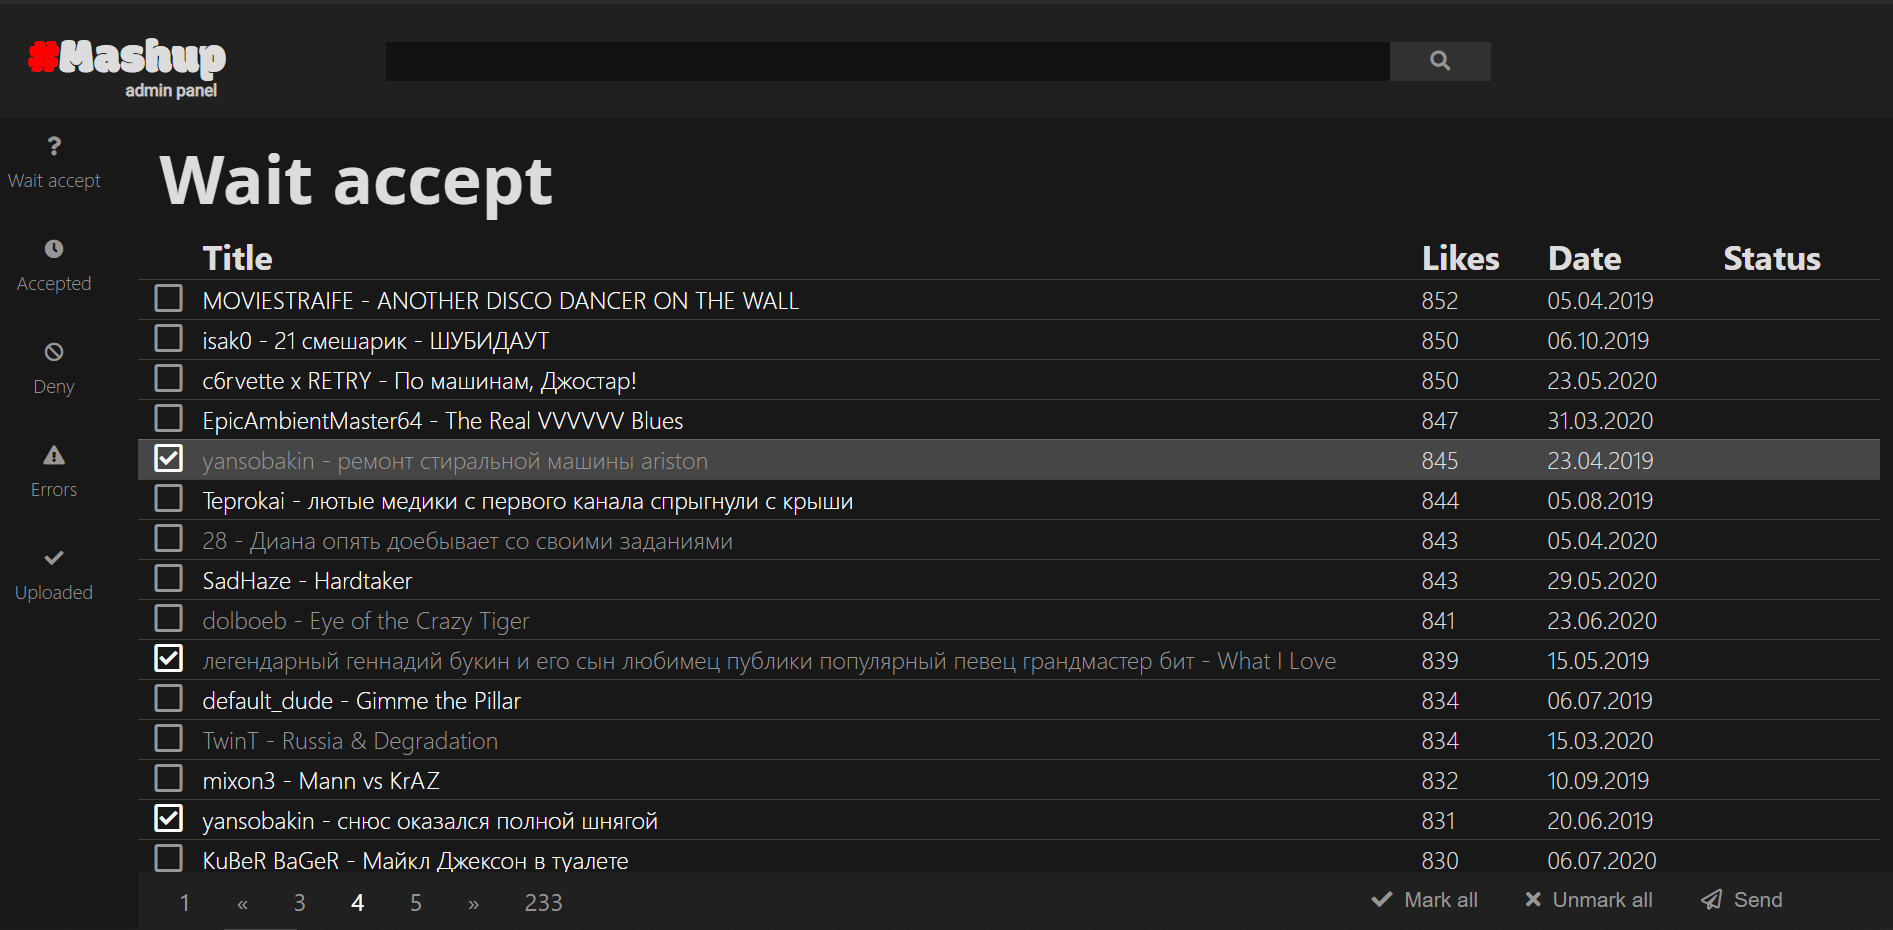 #Mashup
admin panel
Wait accept
Accepted
Deny
Errors
Uploaded
Wait accept
Title Likes Date Status
MOVIESTRAIFE - ANOTHER DISCO DANCER ON THE WALL 852 05.04.2019
isak0 - 21 смешарик - ШУБИДАУТ 850 06.10.2019
c6rvette x RETRY - По машинам, Джостар! 850 23.05.2020
EpicAmbientMaster64 - The Real VVVVVV Blues 847 31.03.2020
yansobakin - ремонт стиральной машины ariston 845 23.04.2019
Teprokai - лютые медики с первого канала спрыгнули с крыши 844 05.08.2019
28 - Диана опять доебывает со своими заданиями 843 05.04.2020
SadHaze - Hardtaker 843 29.05.2020
dolboeb - Eye of the Crazy Tiger 841 23.06.2020
легендарный геннадий букин и его сын любимец публики популярный певец грандмастер бит - What I Love 839 15.05.2019
default_dude - Gimme the Pillar 834 06.07.2019
TwinT - Russia & Degradation 834 15.03.2020
mixon3 - Mann vs KrAZ 832 10.09.2019
yansobakin - снюс оказался полной шнягой 831 20.06.2019
KuBeR BaGeR - Майкл Джексон в туалете 830 06.07.2020
1 « 3 4 5 » 233 Mark all Unmark all Send